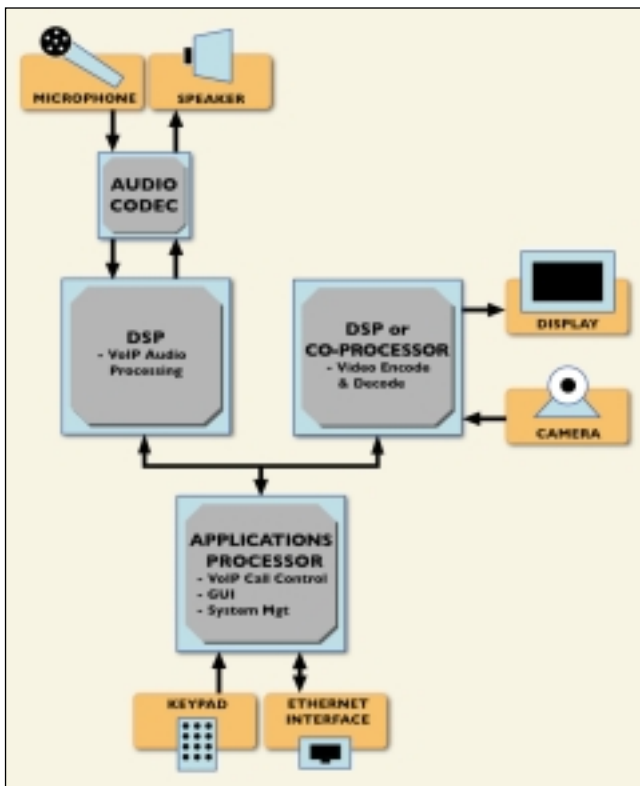 MICROPHONE
SPEAKER
AUDIO
CODEC
DSP
- VoIP Audio
Processing
DSP or
CO-PROCESSOR
- Video Encode
& Decode
DISPLAY
CAMERA
APPLICATIONS
PROCESSOR
- VoIP Call Control
- GUI
- System Mgt
KEYPAD
ETHERNET
INTERFACE